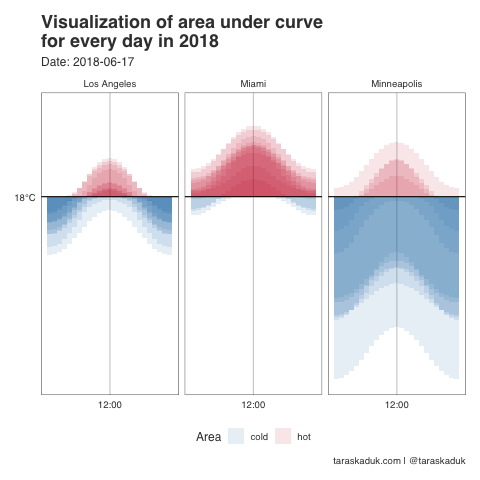 Visualization of area under curve
for every day in 2018
Date: 2018-06-17
Los Angeles
Miami
Minneapolis
18°C
12:00
12:00
12:00
Area
cold
hot
taraskaduk.com | @taraskaduk